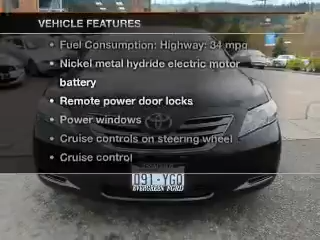 VEHICLE FEATURES
• Fuel Consumption: Highway: 34 mpg
• Nickel metal hydride electric motor
battery
• Remote power door locks
• Power windows
• Cruise controls on steering wheel
• Cruise control
091-YGO
EVERGREEN FORD